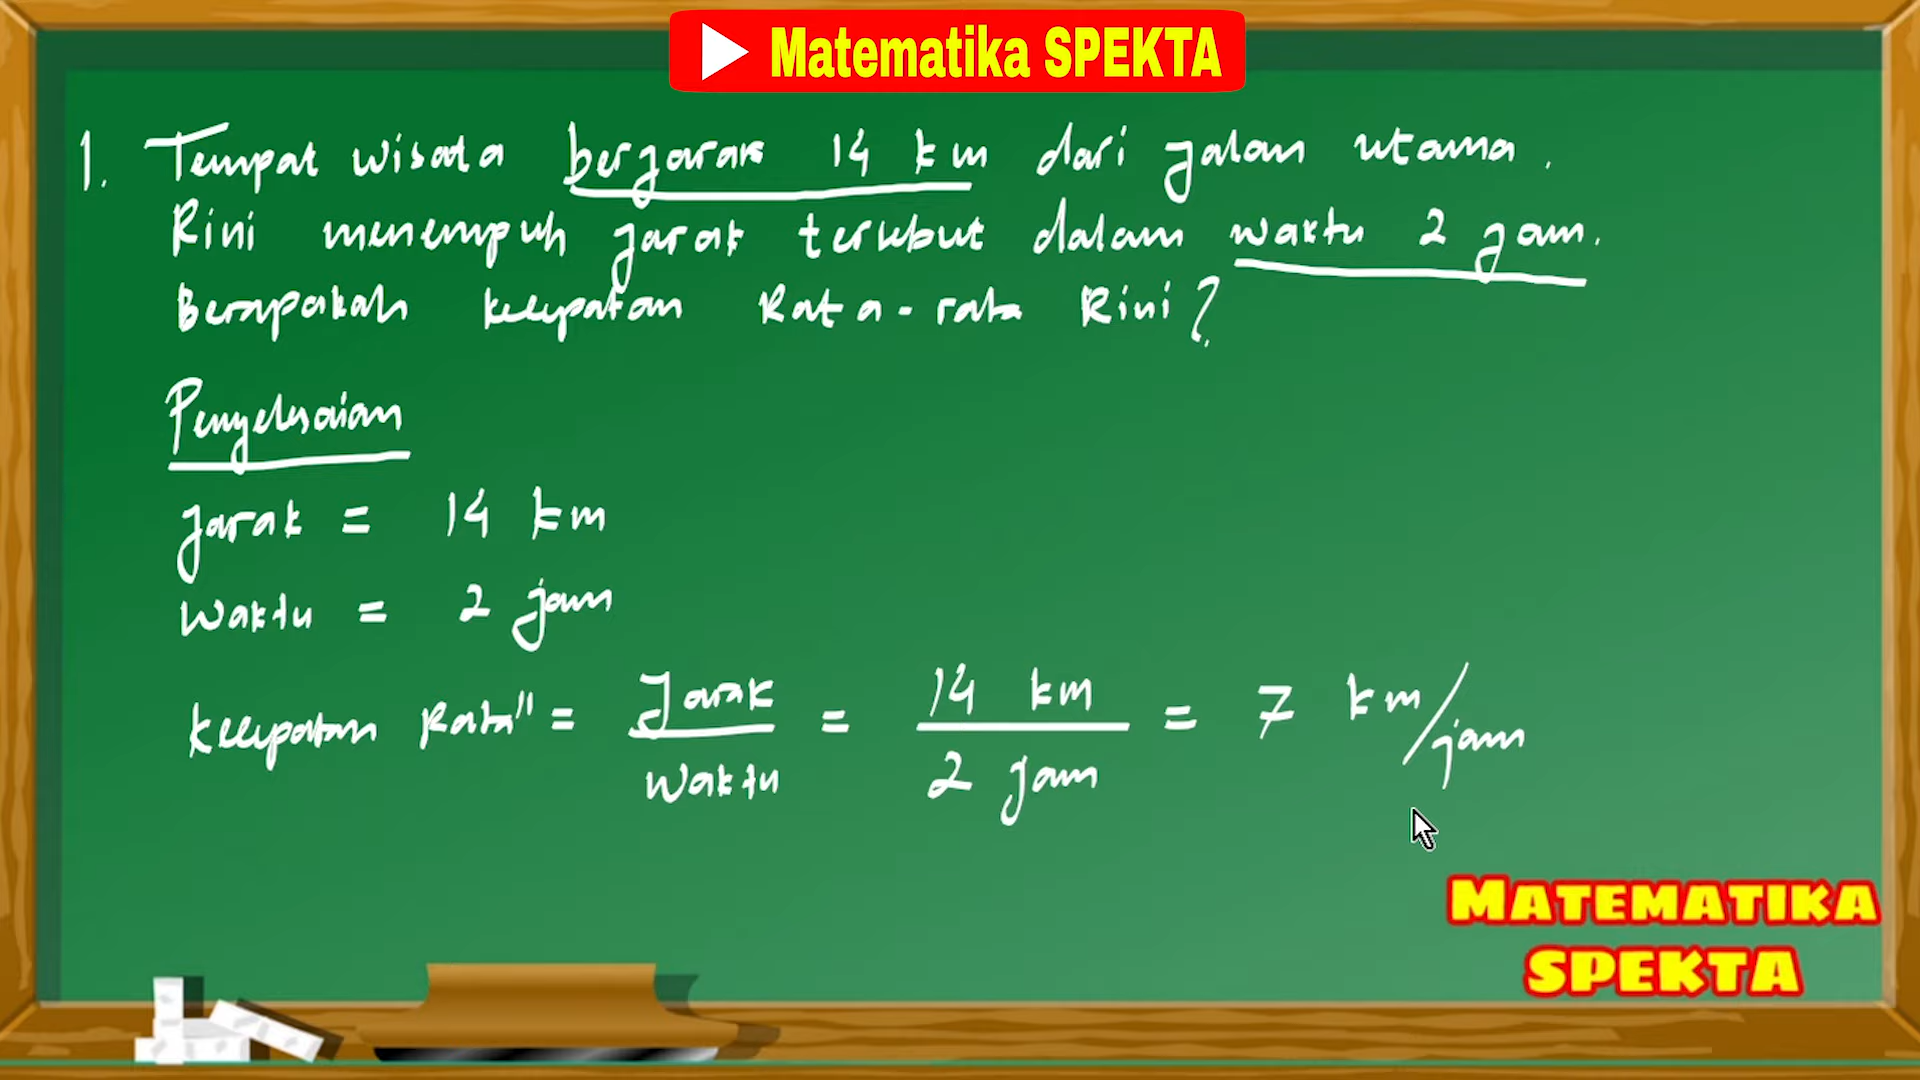 Matematika SPEKTA
1. Tempat wisata berjarak 14 km dari jalan utama.
Rini menempuh jarak tersebut dalam waktu 2 jam.
Berapakah kecepatan Rata-rata Rini?
Penyelesaian
Jarak = 14 km
Waktu = 2 jam
Kecepatan Rata" = Jarak / Waktu = 14 km / 2 jam = 7 km/jam
MATEMATIKA
SPEKTA